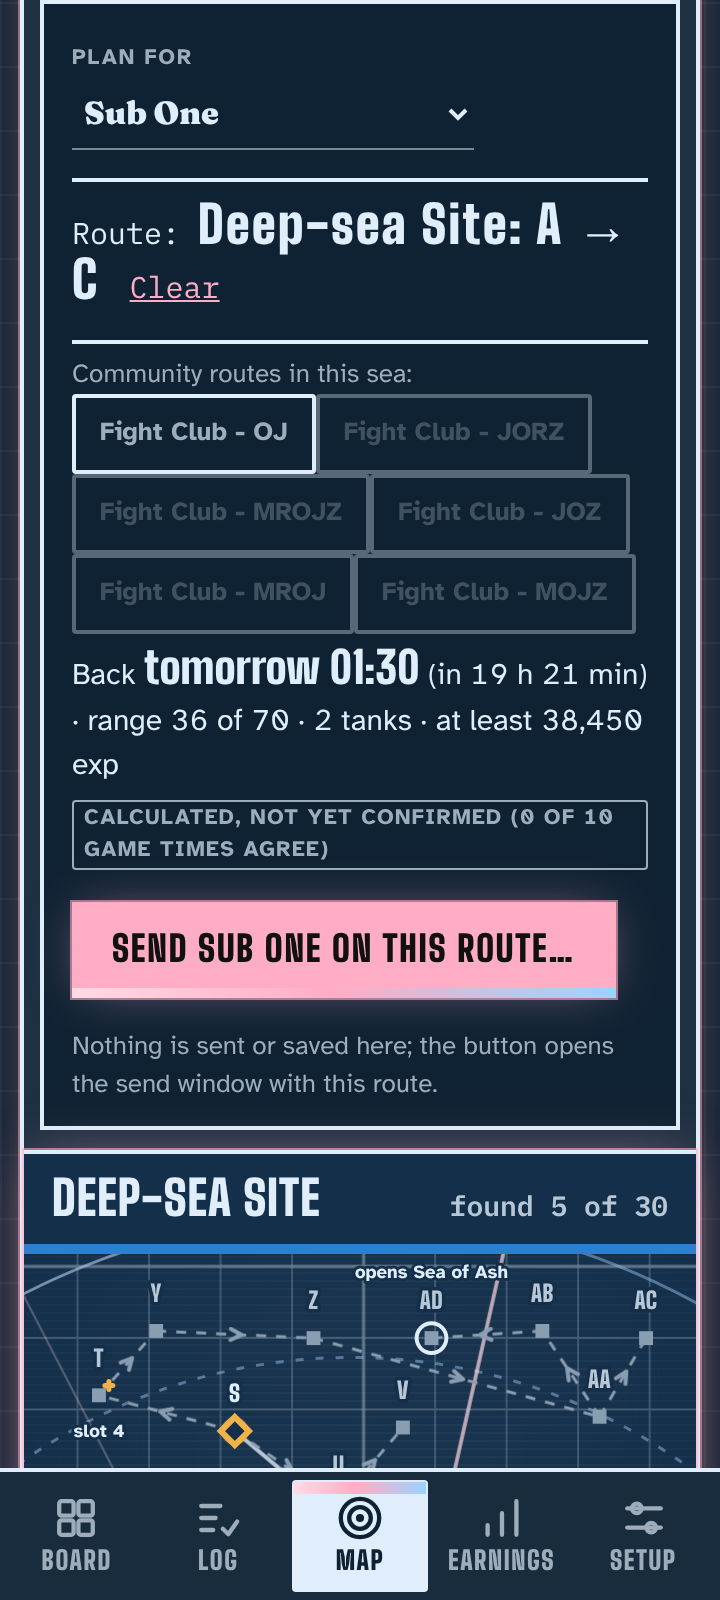 PLAN FOR
Sub One
Route: Deep-sea Site: A →
C Clear
Community routes in this sea:
Fight Club - OJ
Fight Club - JORZ
Fight Club - MROJZ
Fight Club - JOZ
Fight Club - MROJ
Fight Club - MOJZ
Back tomorrow 01:30 (in 19 h 21 min)
· range 36 of 70 · 2 tanks · at least 38,450
exp
CALCULATED, NOT YET CONFIRMED (0 OF 10
GAME TIMES AGREE)
SEND SUB ONE ON THIS ROUTE…
Nothing is sent or saved here; the button opens
the send window with this route.
DEEP-SEA SITE
found 5 of 30
opens Sea of Ash
Y
Z
AD
AB
AC
T
S
V
AA
slot 4
U
BOARD
LOG
MAP
EARNINGS
SETUP